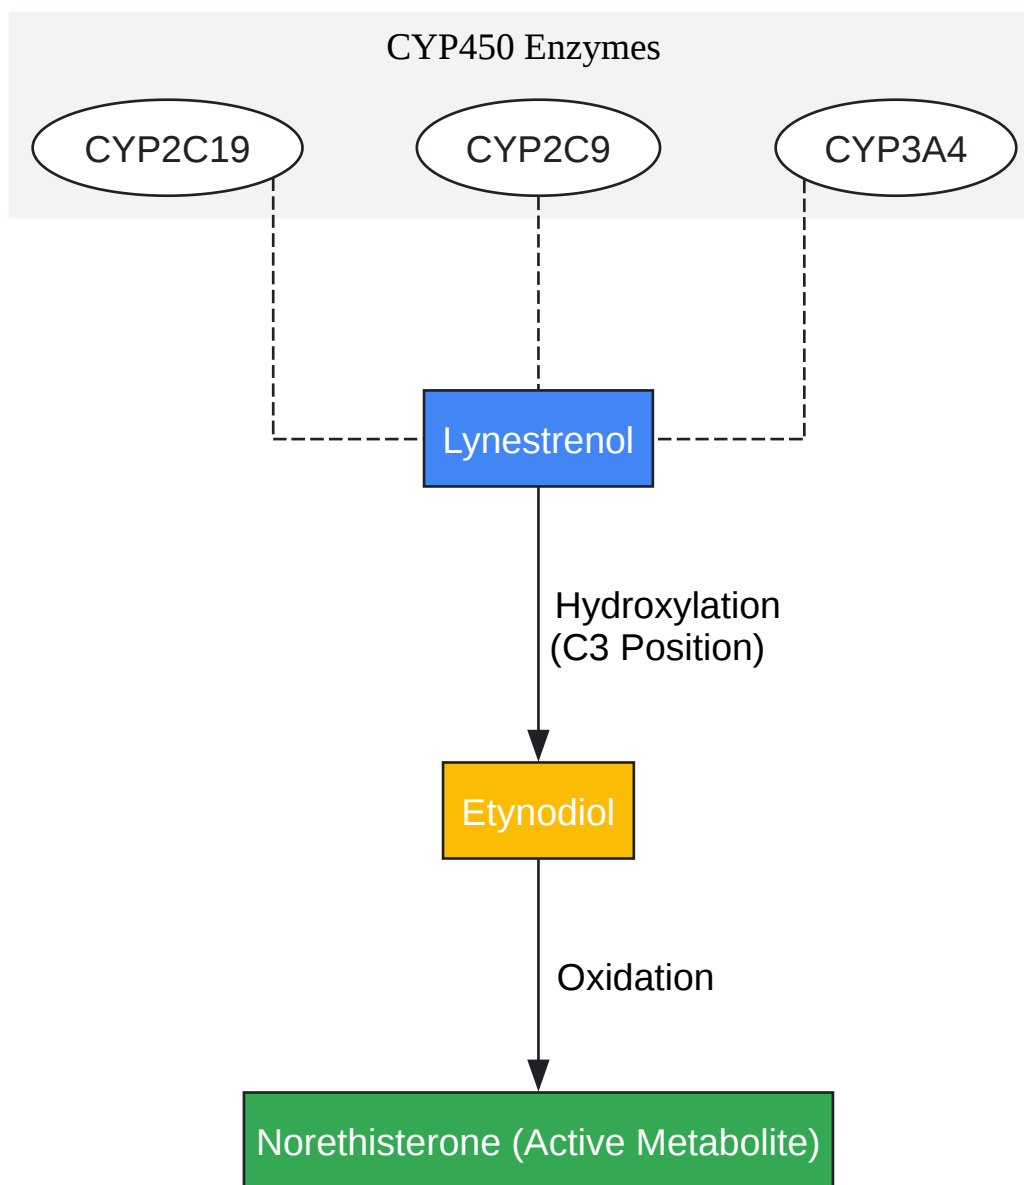 CYP450 Enzymes
CYP2C19
CYP2C9
CYP3A4
Lynestrenol
Hydroxylation
(C3 Position)
Etynodiol
Oxidation
Norethisterone (Active Metabolite)